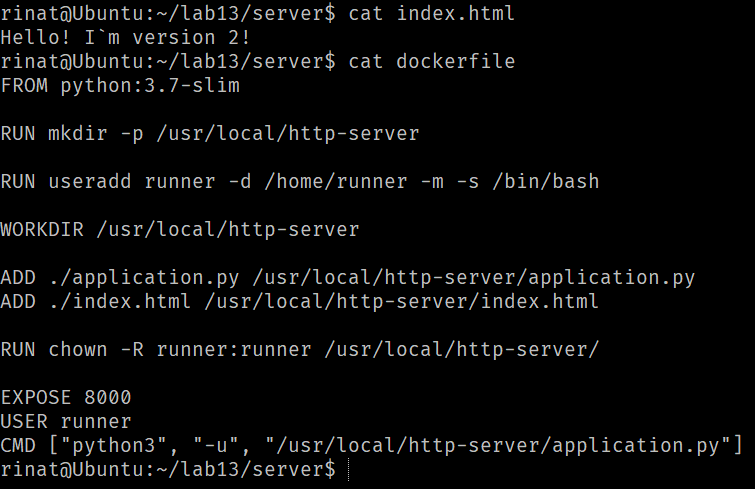 rinat@Ubuntu:~/lab13/server$ cat index.html
Hello! I`m version 2!
rinat@Ubuntu:~/lab13/server$ cat dockerfile
FROM python:3.7-slim
RUN mkdir -p /usr/local/http-server
RUN useradd runner -d /home/runner -m -s /bin/bash
WORKDIR /usr/local/http-server
ADD ./application.py /usr/local/http-server/application.py
ADD ./index.html /usr/local/http-server/index.html
RUN chown -R runner:runner /usr/local/http-server/
EXPOSE 8000
USER runner
CMD ["python3", "-u", "/usr/local/http-server/application.py"]
rinat@Ubuntu:~/lab13/server$